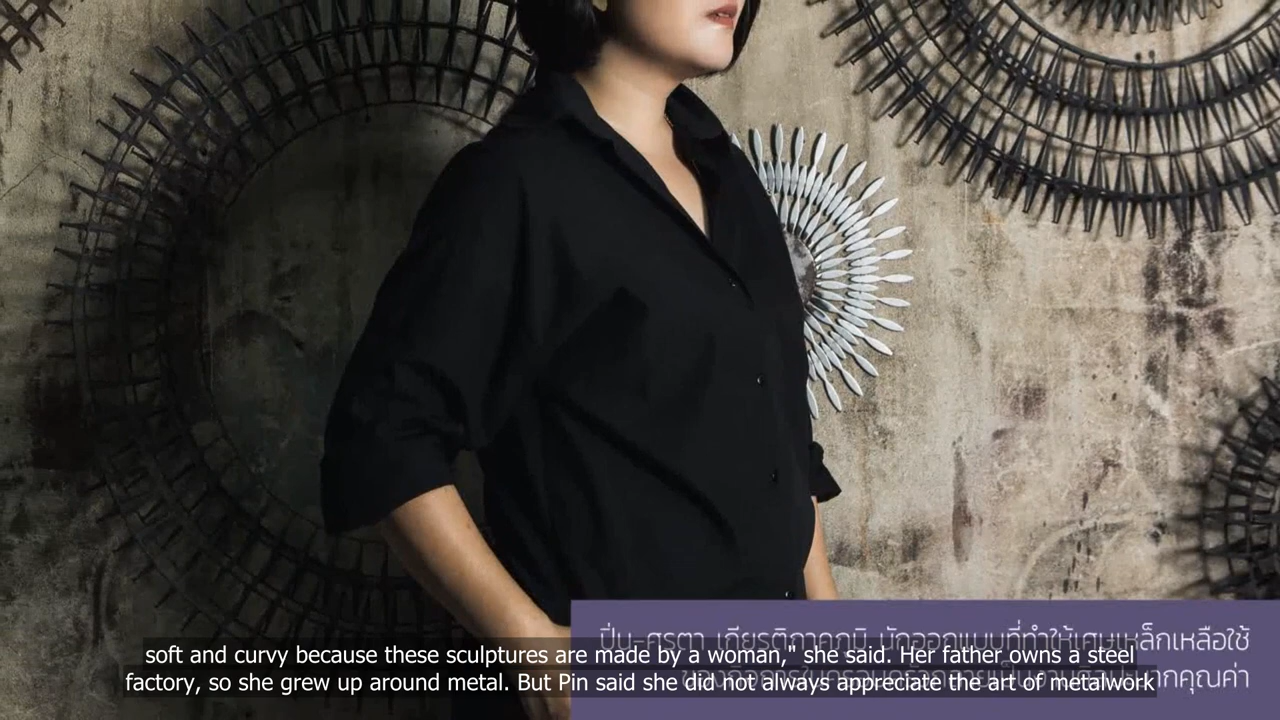 ปิ่น-ศรุตา เกียรติภาคภูมิ นักออกแบบที่ทำให้เศษเหล็กเหลือใช้
soft and curvy because these sculptures are made by a woman," she said. Her father owns a steel
factory, so she grew up around metal. But Pin said she did not always appreciate the art of metalwork